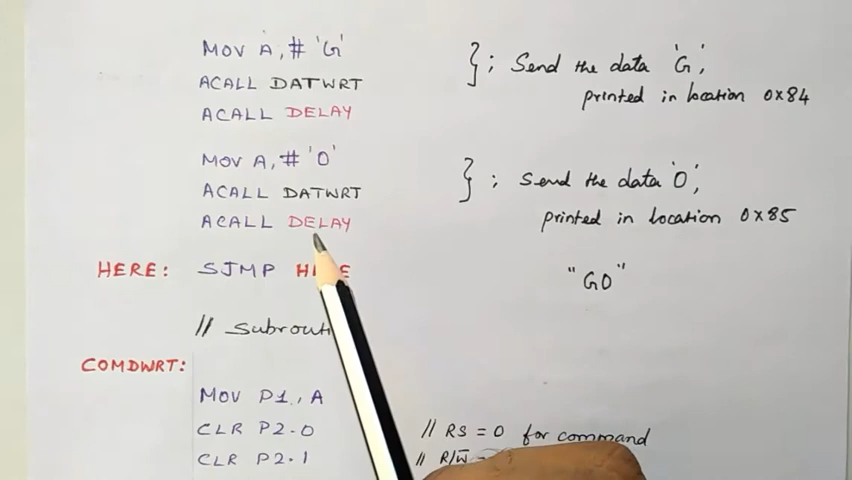 MOV A, # 'G'
ACALL DATWRT
ACALL DELAY
} ; Send the data 'G',
printed in location 0x84
MOV A, # 'O'
ACALL DATWRT
ACALL DELAY
} ; Send the data 'O',
printed in location 0x85
HERE: SJMP
"GO"
//
COMDWRT:
MOV P1, A
CLR P2.0 // RS = 0 for command
CLR P2.1 // R/W̅ =